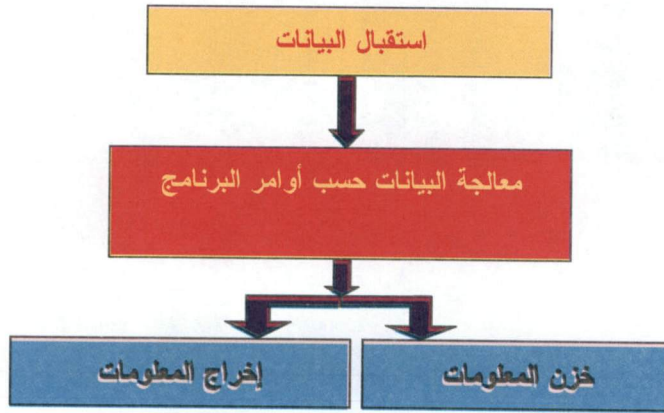 استقبال البيانات
معالجة البيانات حسب أوامر البرنامج
خزن المعلومات
إخراج المعلومات